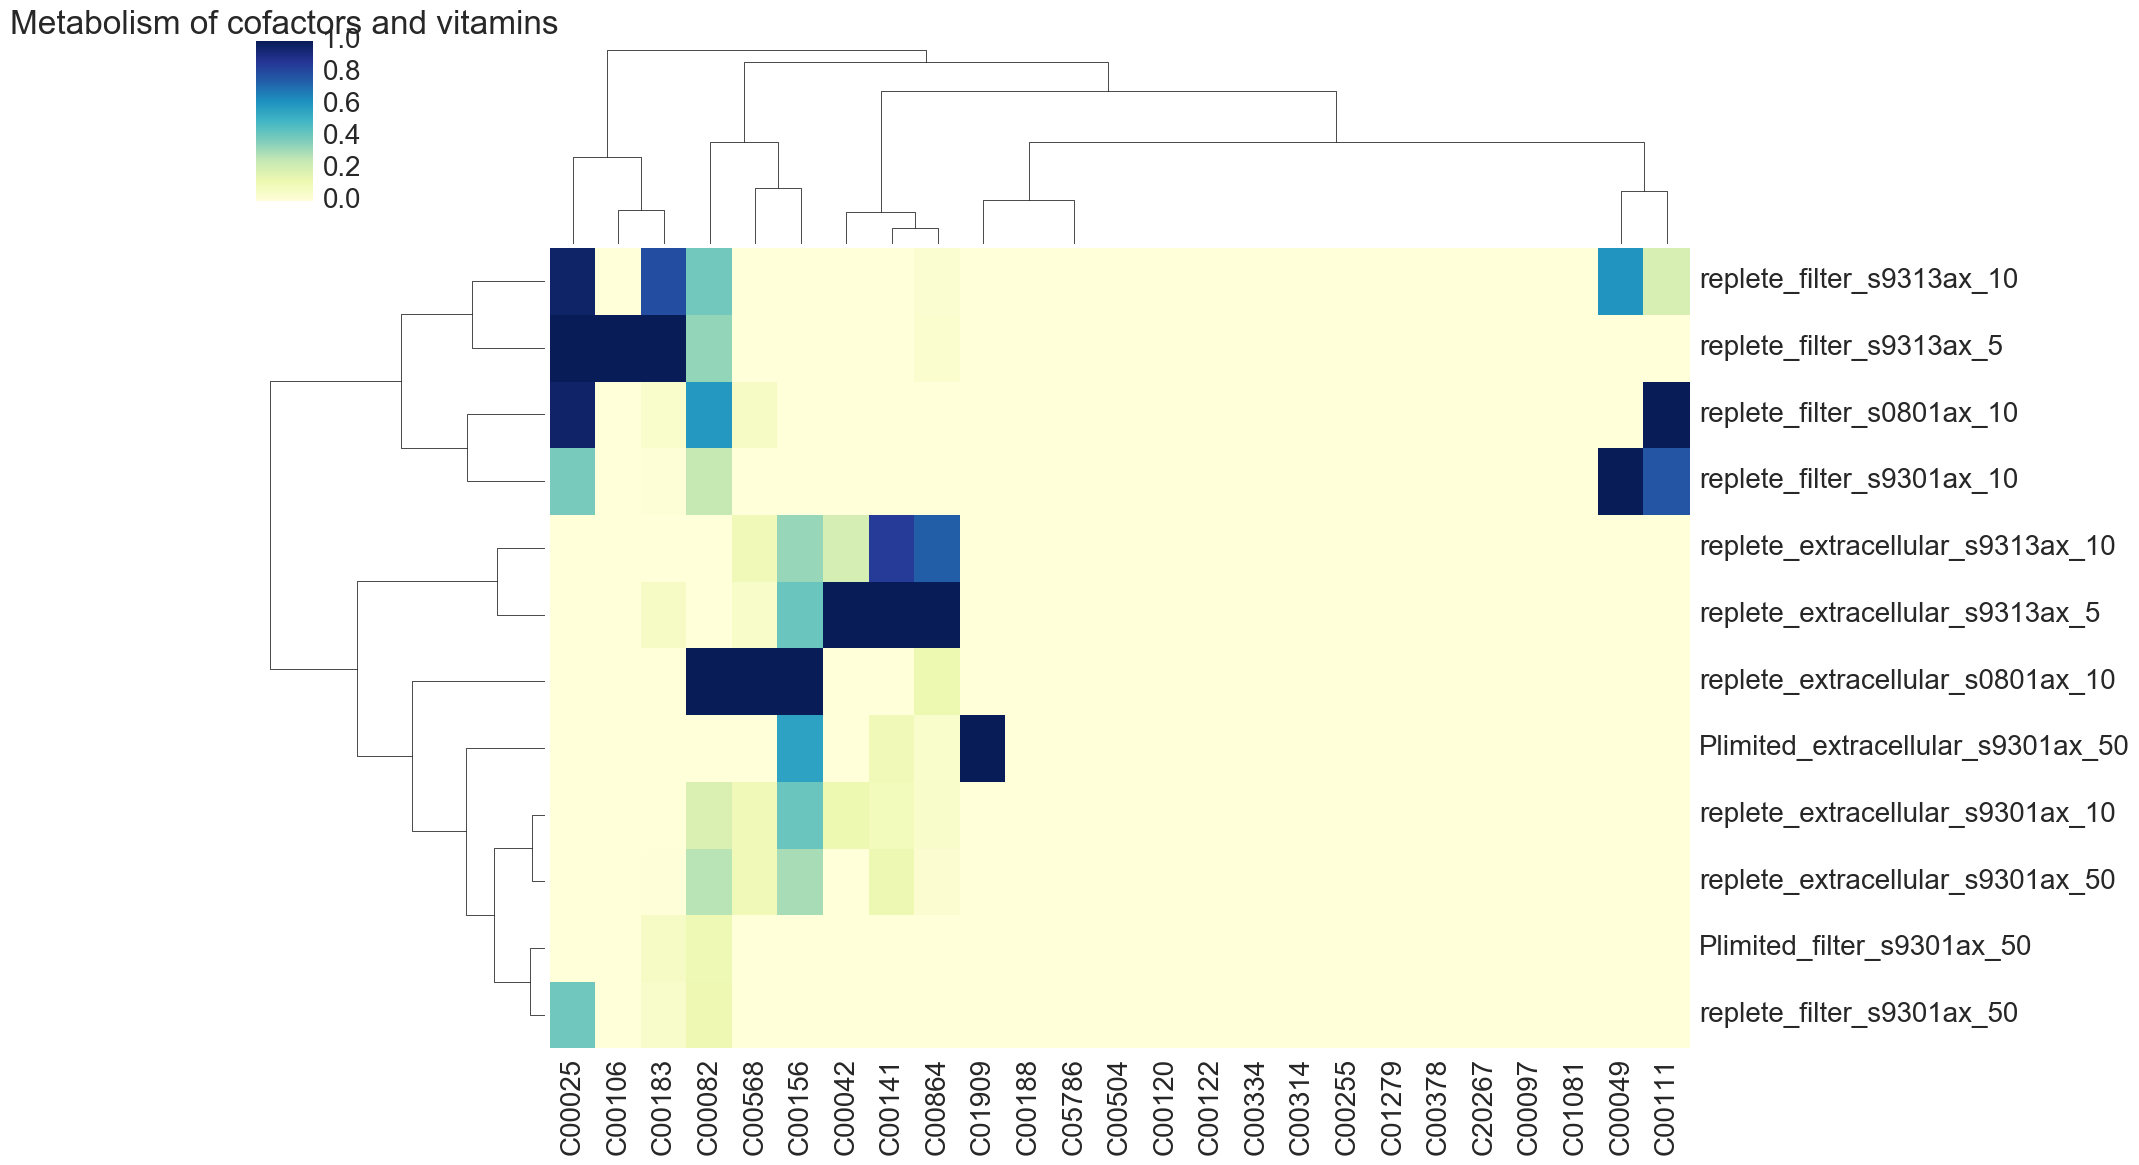 Metabolism of cofactors and vitamins
1.0
0.8
0.6
0.4
0.2
0.0
replete_filter_s9313ax_10
replete_filter_s9313ax_5
replete_filter_s0801ax_10
replete_filter_s9301ax_10
replete_extracellular_s9313ax_10
replete_extracellular_s9313ax_5
replete_extracellular_s0801ax_10
Plimited_extracellular_s9301ax_50
replete_extracellular_s9301ax_10
replete_extracellular_s9301ax_50
Plimited_filter_s9301ax_50
replete_filter_s9301ax_50
C00025
C00106
C00183
C00082
C00568
C00156
C00042
C00141
C00864
C01909
C00188
C05786
C00504
C00120
C00122
C00334
C00314
C00255
C01279
C00378
C20267
C00097
C01081
C00049
C00111